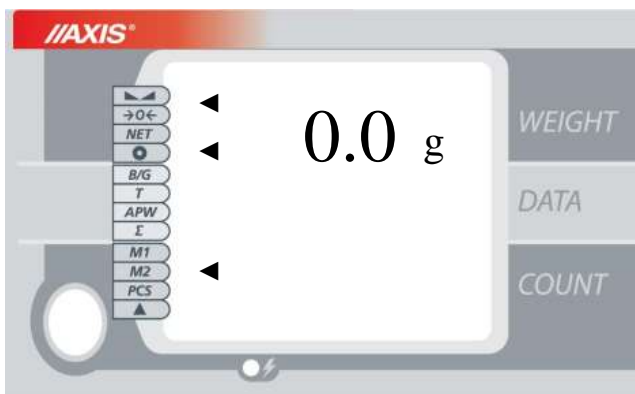 //AXIS®
→0←
NET
B/G
T
APW
Σ
M1
M2
PCS
0.0 g
WEIGHT
DATA
COUNT